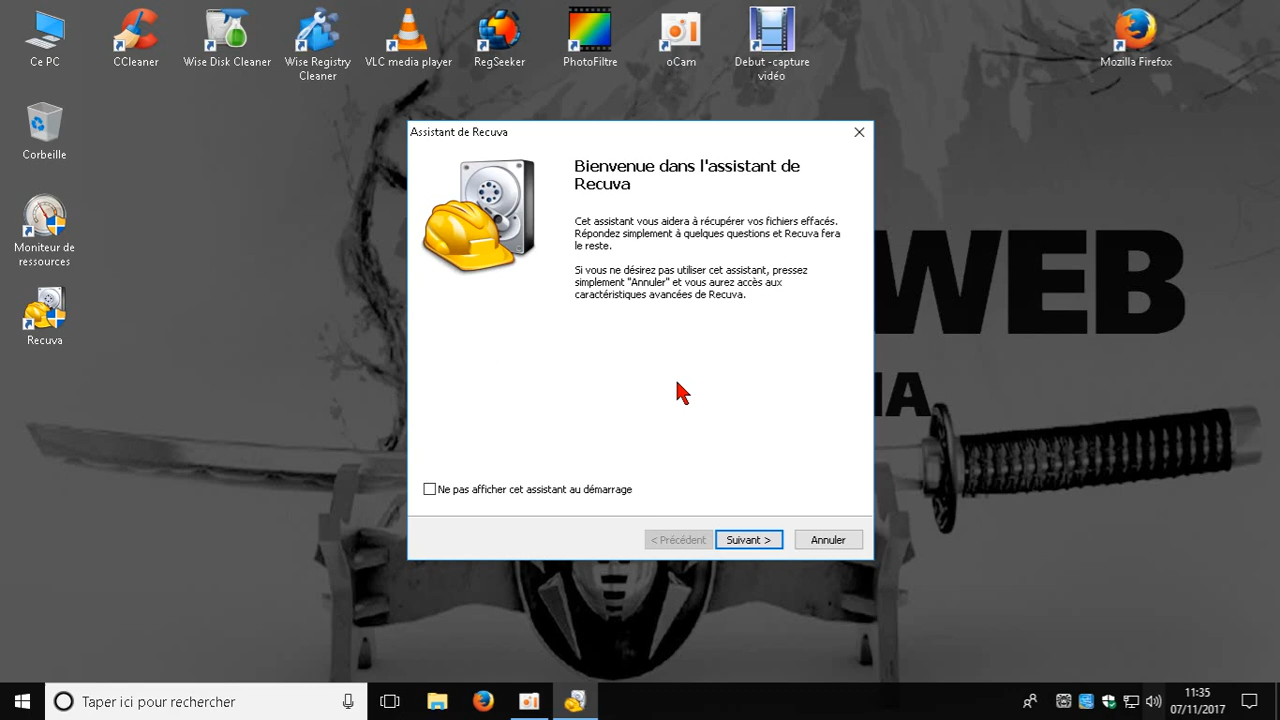 Ce PC
CCleaner
Wise Disk Cleaner
Wise Registry
Cleaner
VLC media player
RegSeeker
PhotoFiltre
oCam
Debut -capture
vidéo
Mozilla Firefox
Corbeille
Moniteur de
ressources
Recuva
Assistant de Recuva
Bienvenue dans l'assistant de
Recuva
Cet assistant vous aidera à récupérer vos fichiers effacés.
Répondez simplement à quelques questions et Recuva fera
le reste.
Si vous ne désirez pas utiliser cet assistant, pressez
simplement "Annuler" et vous aurez accès aux
caractéristiques avancées de Recuva.
Ne pas afficher cet assistant au démarrage
< Précédent
Suivant >
Annuler
WEB
Taper ici pour rechercher
11:35
07/11/2017